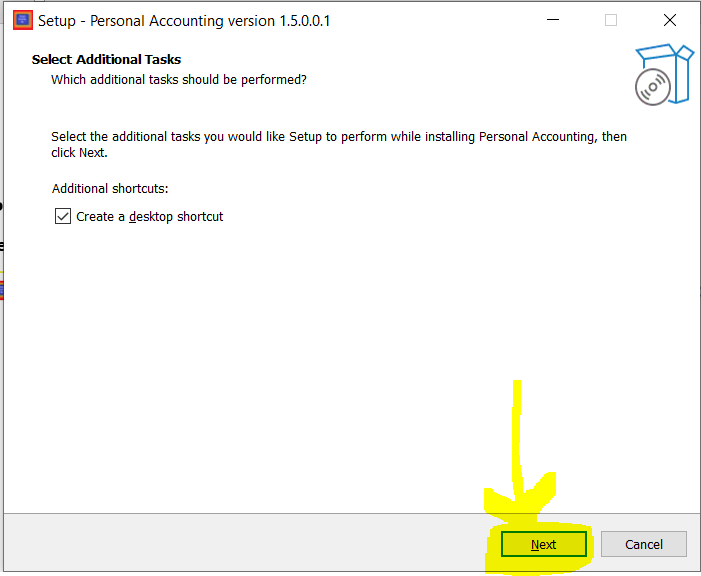 Setup - Personal Accounting version 1.5.0.0.1
Select Additional Tasks
Which additional tasks should be performed?
Select the additional tasks you would like Setup to perform while installing Personal Accounting, then
click Next.
Additional shortcuts:
Create a desktop shortcut
Next
Cancel